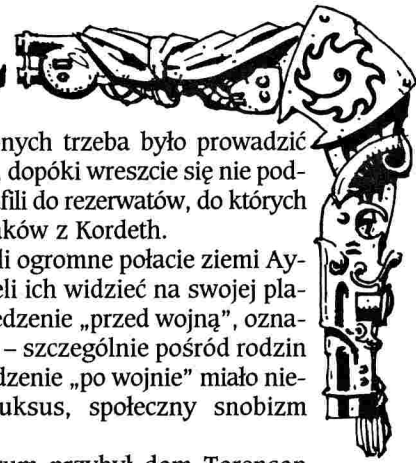 nych trzeba było prowadzić
, dopóki wreszcie się nie pod-
fili do rezerwatów, do których
aków z Kordeth.
li ogromne połacie ziemi Ay-
eli ich widzieć na swojej pla-
edzenie „przed wojną”, ozna-
– szczególnie pośród rodzin
dzenie „po wojnie” miało nie-
uksus, społeczny snobizm